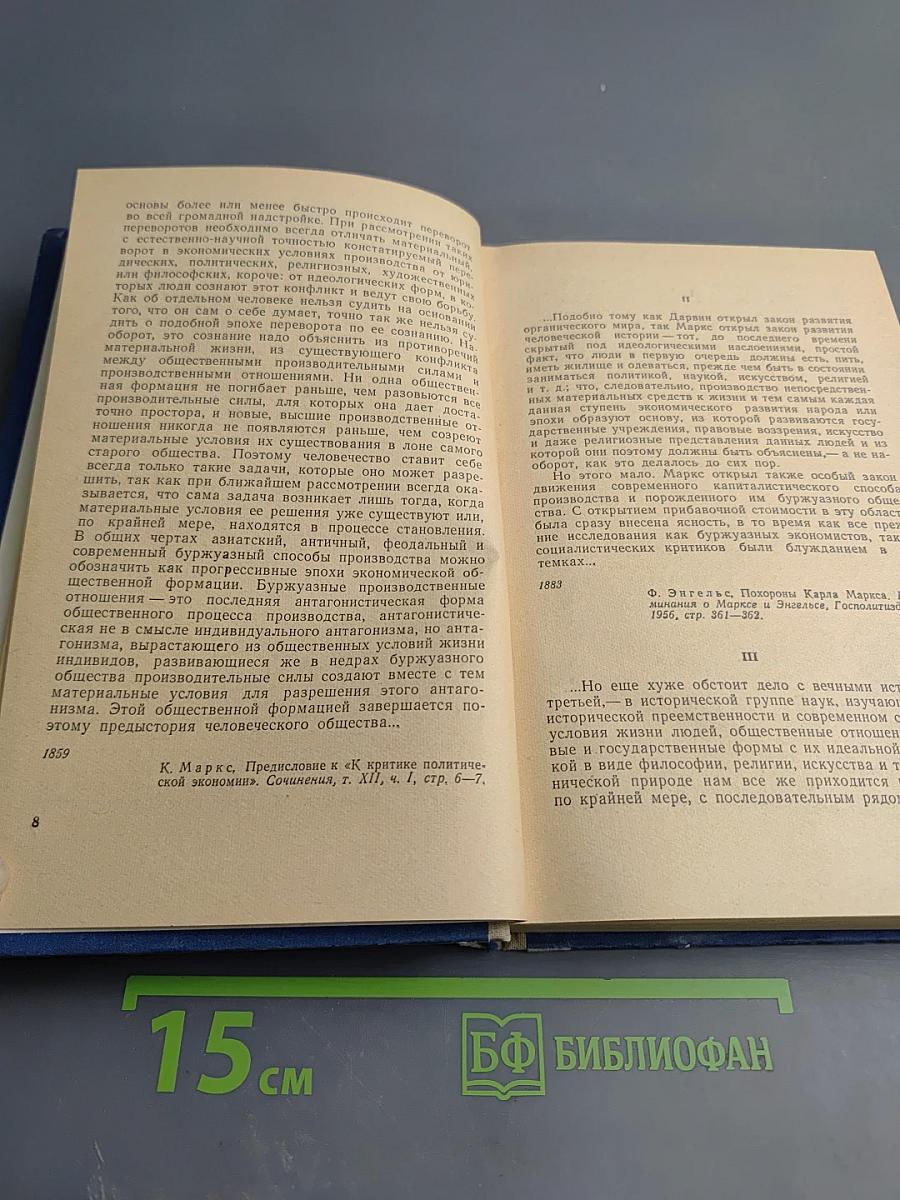 основы более или менее быстро происходит переворот
во всей громадной надстройке. При рассмотрении таких
переворотов необходимо всегда отличать материальный,
с естественно-научной точностью констатируемый пере-
ворот в экономических условиях производства от юри-
дических, политических, религиозных, художественных
или философских, короче: от идеологических форм, в ко-
торых люди сознают этот конфликт и ведут свою борьбу.
Как об отдельном человеке нельзя судить на основании
того, что он сам о себе думает, точно так же нельзя су-
дить о подобной эпохе переворота по ее сознанию. На-
оборот, это сознание надо объяснить из противоречий
материальной жизни, из существующего конфликта
между общественными производительными силами и
производственными отношениями. Ни одна обществен-
ная формация не погибает раньше, чем разовьются все
производительные силы, для которых она дает доста-
точно простора, и новые, высшие производственные от-
ношения никогда не появляются раньше, чем созреют
материальные условия их существования в лоне самого
старого общества. Поэтому человечество ставит себе
всегда только такие задачи, которые оно может разре-
шить, так как при ближайшем рассмотрении всегда ока-
зывается, что сама задача возникает лишь тогда, когда
материальные условия ее решения уже существуют или,
по крайней мере, находятся в процессе становления.
В общих чертах азиатский, античный, феодальный и
современный буржуазный способы производства можно
обозначить как прогрессивные эпохи экономической об-
щественной формации. Буржуазные производственные
отношения — это последняя антагонистическая форма
общественного процесса производства, антагонистиче-
ская не в смысле индивидуального антагонизма, но анта-
гонизма, вырастающего из общественных условий жизни
индивидов, развивающиеся же в недрах буржуазного
общества производительные силы создают вместе с тем
материальные условия для разрешения этого антаго-
низма. Этой общественной формацией завершается по-
этому предыстория человеческого общества...
1859
К. Маркс, Предисловие к «К критике политиче-
ской экономии». Сочинения, т. XII, ч. I, стр. 6—7.
8
II
...Подобно тому как Дарвин открыл закон развития
органического мира, так Маркс открыл закон развития
человеческой истории — тот, до последнего времени
скрытый под идеологическими наслоениями, простой
факт, что люди в первую очередь должны есть, пить,
иметь жилище и одеваться, прежде чем быть в состоянии
заниматься политикой, наукой, искусством, религией
и т. д.; что, следовательно, производство непосредствен-
ных материальных средств к жизни и тем самым каждая
данная ступень экономического развития народа или
эпохи образуют основу, из которой развиваются госу-
дарственные учреждения, правовые воззрения, искусство
и даже религиозные представления данных людей и из
которой они поэтому должны быть объяснены,— а не на-
оборот, как это делалось до сих пор.
Но этого мало. Маркс открыл также особый закон
движения современного капиталистического способа
производства и порожденного им буржуазного обще
ства. С открытием прибавочной стоимости в эту област
была сразу внесена ясность, в то время как все преж
ние исследования как буржуазных экономистов, так
социалистических критиков были блужданием в
темках...
1883
Ф. Энгельс, Похороны Карла Маркса.
минания о Марксе и Энгельсе, Госполитизд
1956, стр. 361—362.
III
...Но еще хуже обстоит дело с вечными ист
третьей,— в исторической группе наук, изучаю
исторической преемственности и современном с
условия жизни людей, общественные отношен
вые и государственные формы с их идеальной
кой в виде философии, религии, искусства и т
нической природе нам все же приходится
по крайней мере, с последовательным рядо
15 см
БФ БИБЛИОФАН